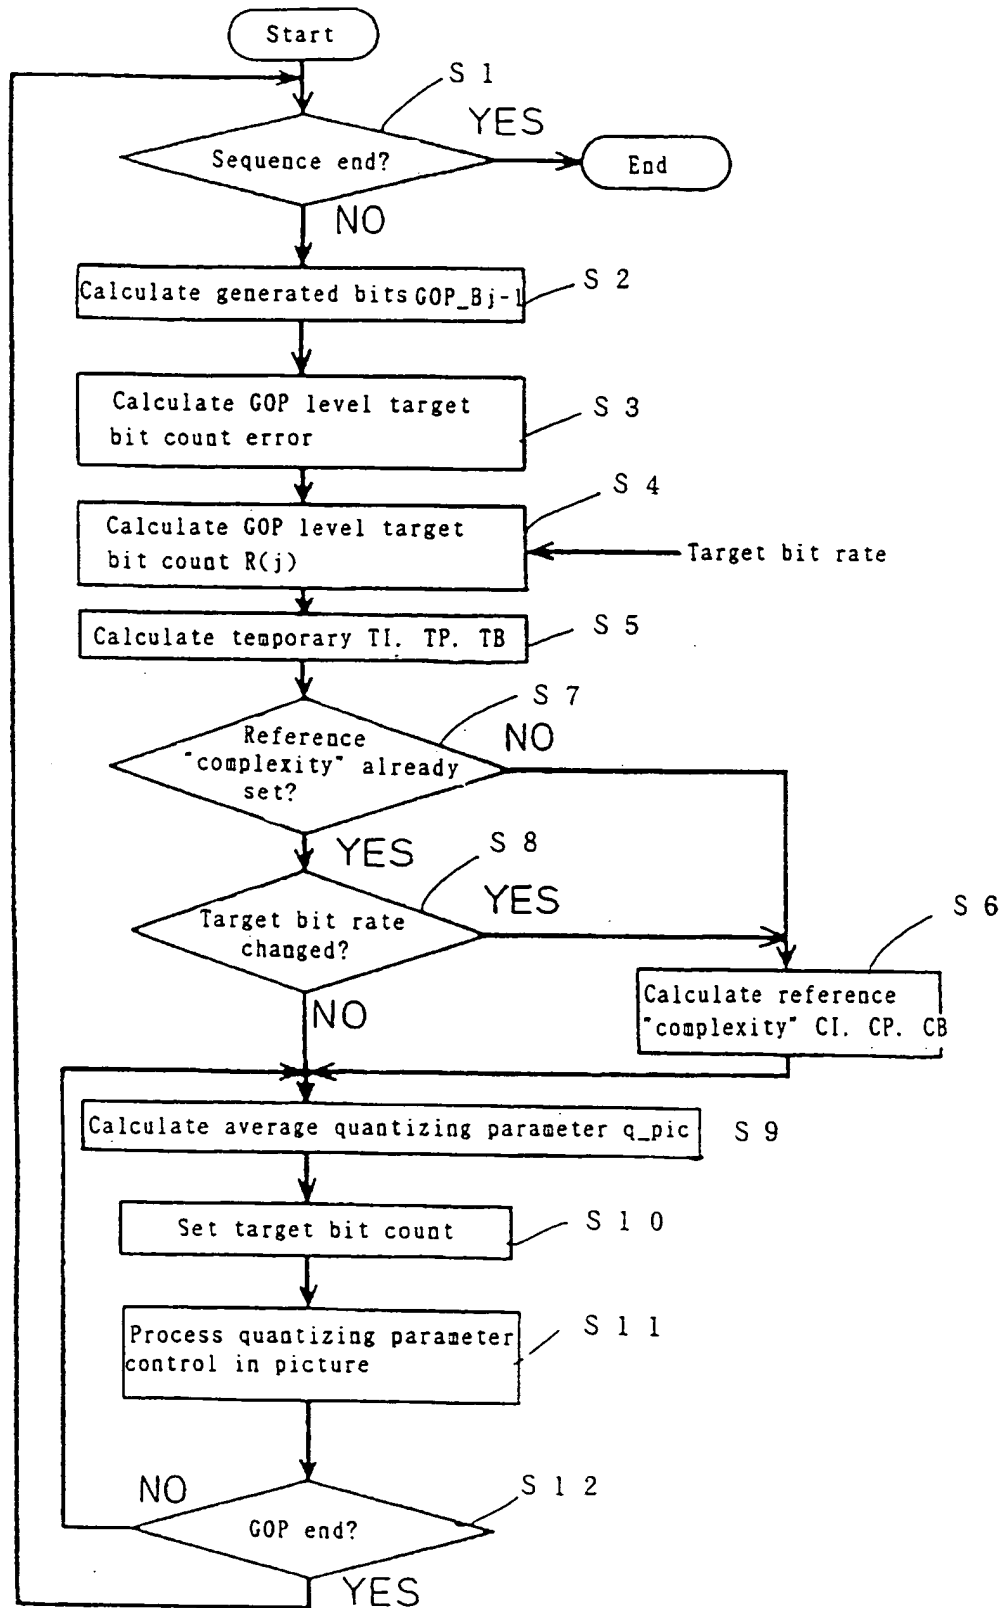 Start
S 1
YES
Sequence end?
End
NO
S 2
Calculate generated bits GOP_Bj-1
Calculate GOP level target
bit count error
S 3
S 4
Calculate GOP level target
bit count R(j)
Target bit rate
S 5
Calculate temporary TI. TP. TB
S 7
Reference
"complexity" already
set?
NO
YES
S 8
Target bit rate
changed?
YES
S 6
Calculate reference
"complexity" CI. CP. CB
NO
Calculate average quantizing parameter q_pic
S 9
Set target bit count
S 1 0
Process quantizing parameter
control in picture
S 1 1
NO
S 1 2
GOP end?
YES